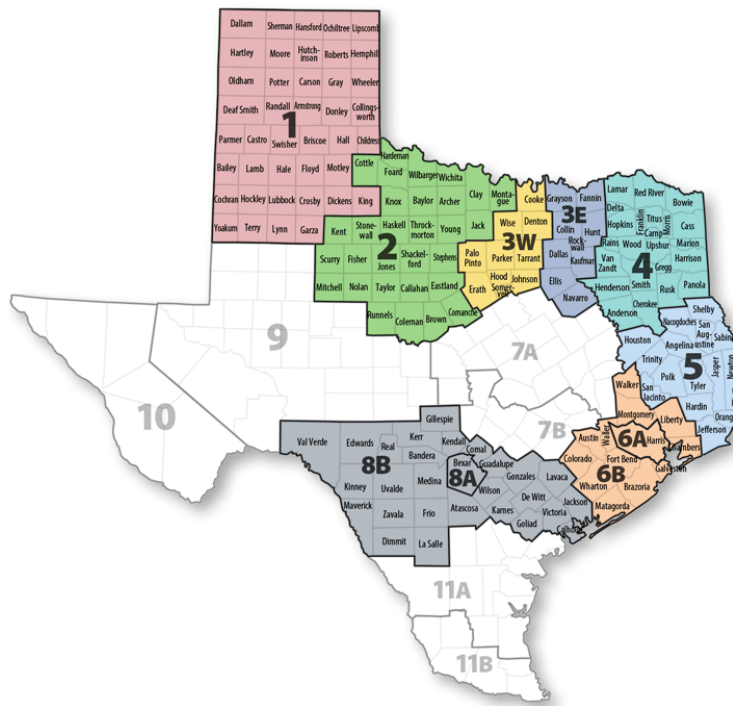 Dallam Sherman Hansford Ochiltree Lipscomb
Hartley Moore Hutch-
inson Roberts Hemphill
Oldham Potter Carson Gray Wheeler
Deaf Smith Randall Armstrong Donley Collings-
worth
1
Parmer Castro Swisher Briscoe Hall Childress
Bailey Lamb Hale Floyd Motley
Cochran Hockley Lubbock Crosby Dickens King
Yoakum Terry Lynn Garza
Cottle Hardeman
Foard Wilbarger Wichita
Knox Baylor Archer Clay Monta-
gue
Kent Stone-
wall Haskell Throck-
morton Young Jack
2
Scurry Fisher Jones Shackel-
ford Stephens
Mitchell Nolan Taylor Callahan Eastland
Runnels Coleman Brown Comanche
Cooke
Wise Denton
3W
Palo
Pinto Parker Tarrant
Erath Hood Johnson
Somer-
vell
Grayson Fannin
3E
Collin Hunt
Rock-
wall
Dallas Kaufman
Ellis
Navarro
Lamar Red River Bowie
Delta
Franklin Titus Morris Cass
Hopkins Camp
Rains Wood Upshur Marion
4
Van
Zandt Gregg Harrison
Smith Rusk Panola
Henderson Cherokee
Anderson
Shelby
Nacogdoches San
Aug-
ustine Sabine
Houston Angelina
Trinity 5 Jasper Newton
Polk Tyler
San
Jacinto Hardin
Orange
Jefferson
Walker
Montgomery Liberty
Austin Waller 6A Harris Chambers
Colorado Fort Bend
6B Galveston
Wharton Brazoria
Matagorda
9
10
7A
7B
Gillespie
Val Verde Edwards Real Kerr Kendall Comal
8B Bandera Bexar Guadalupe
8A Gonzales Lavaca
Kinney Uvalde Medina Wilson
De Witt Jackson
Maverick Zavala Frio Atascosa Karnes Victoria
Goliad Calhoun
Dimmit La Salle
11A
11B